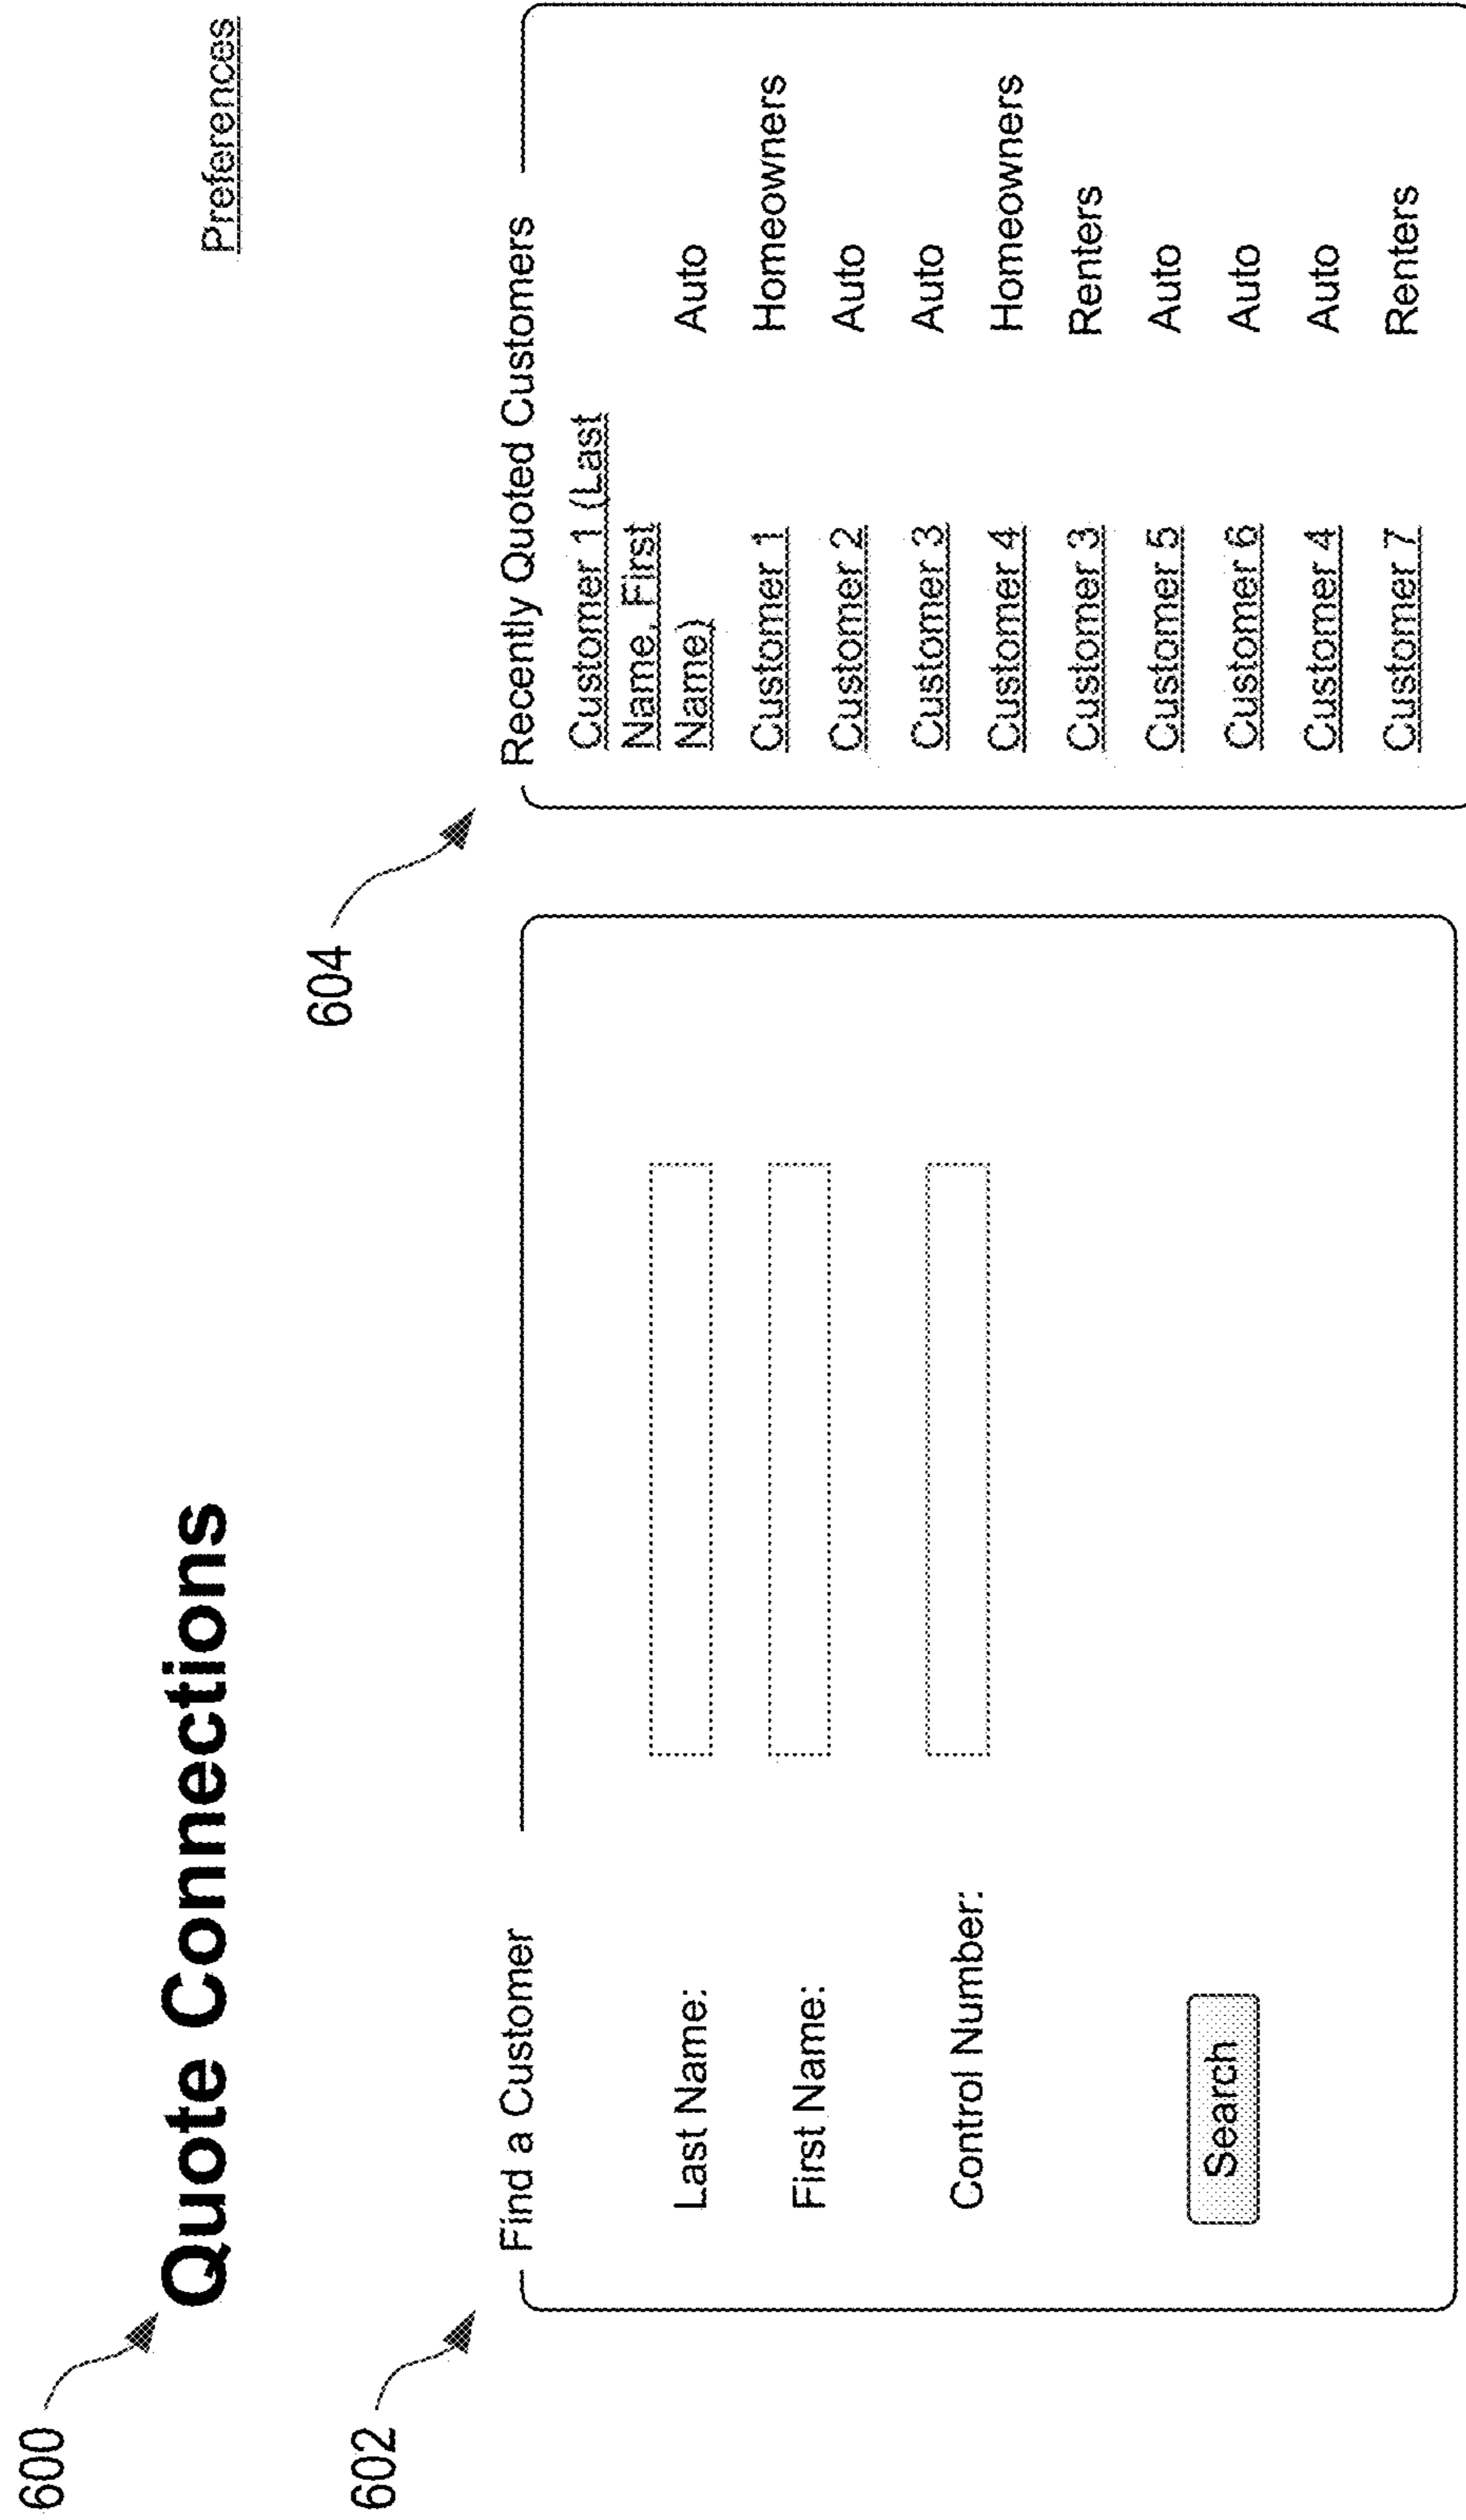 600
Quote Connections
Preferences
602
604
Find a Customer
Last Name:
First Name:
Control Number:
Search
Recently Quoted Customers
Customer 1 (Last
Name, First
Name) Auto
Customer 1 Homeowners
Customer 2 Auto
Customer 3 Auto
Customer 4 Homeowners
Customer 3 Renters
Customer 5 Auto
Customer 6 Auto
Customer 4 Auto
Customer 7 Renters